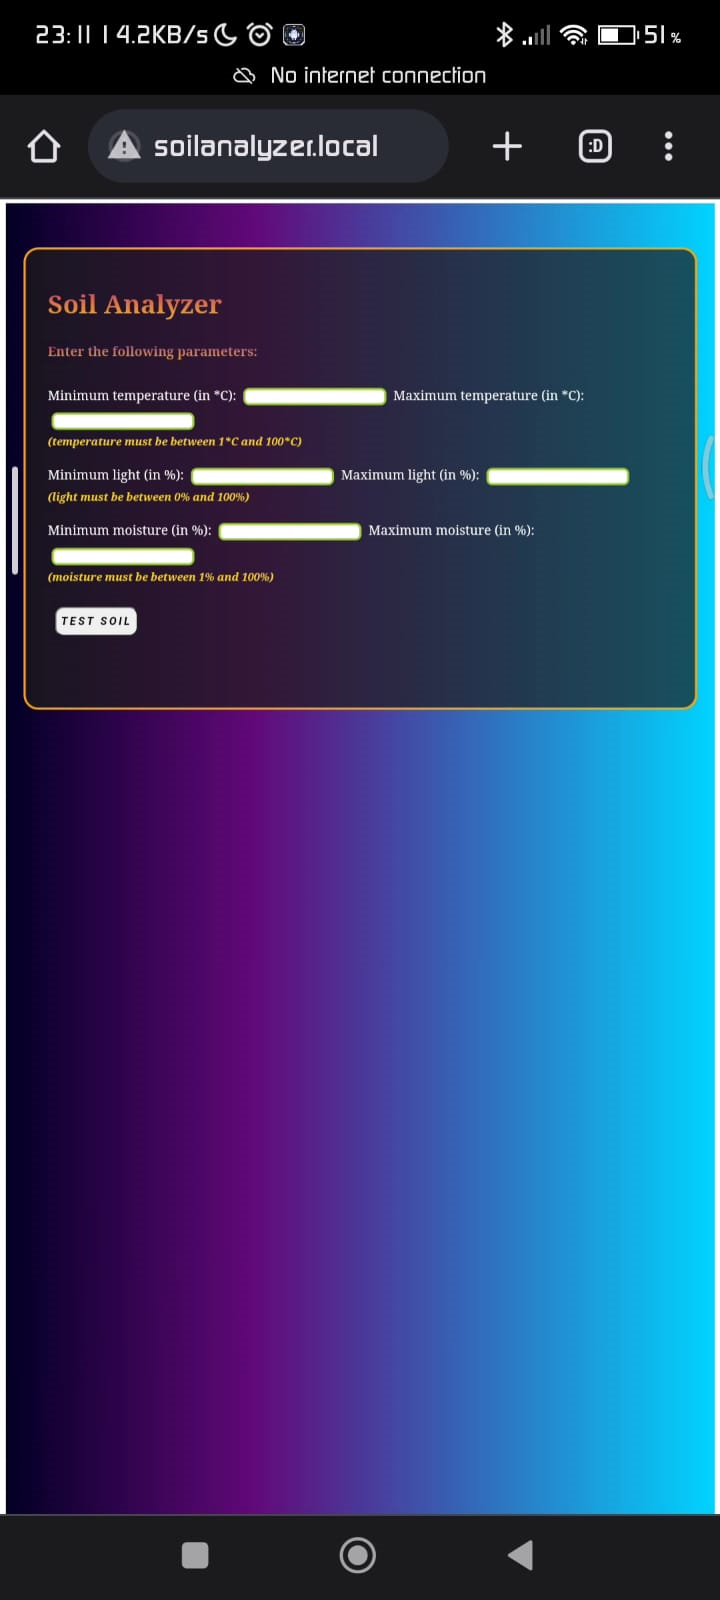 23:11 | 4.2KB/s 51%
No internet connection
soilanalyzer.local :D
Soil Analyzer
Enter the following parameters:
Minimum temperature (in *C): Maximum temperature (in *C):
(temperature must be between 1*C and 100*C)
Minimum light (in %): Maximum light (in %):
(light must be between 0% and 100%)
Minimum moisture (in %): Maximum moisture (in %):
(moisture must be between 1% and 100%)
TEST SOIL